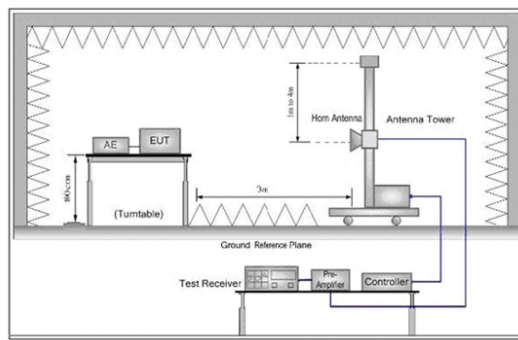 1m to 4m
Horn Antenna
Antenna Tower
AE
EUT
3m
(Turntable)
Ground Reference Plane
Test Receiver
Pre-
Amplifier
Controller